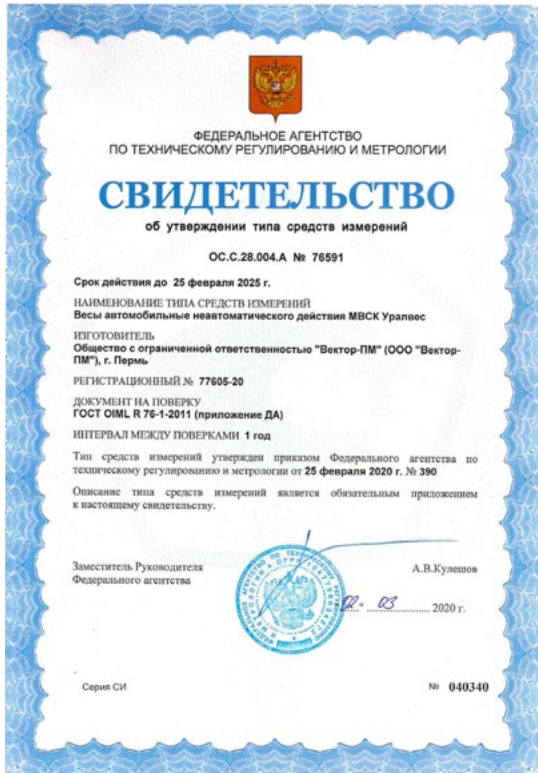 ФЕДЕРАЛЬНОЕ АГЕНТСТВО
ПО ТЕХНИЧЕСКОМУ РЕГУЛИРОВАНИЮ И МЕТРОЛОГИИ
СВИДЕТЕЛЬСТВО
об утверждении типа средств измерений
ОС.С.28.004.А № 76591
Срок действия до 25 февраля 2025 г.
НАИМЕНОВАНИЕ ТИПА СРЕДСТВ ИЗМЕРЕНИЙ
Весы автомобильные неавтоматического действия МВСК Уралвес
ИЗГОТОВИТЕЛЬ
Общество с ограниченной ответственностью "Вектор-ПМ" (ООО "Вектор-
ПМ"), г. Пермь
РЕГИСТРАЦИОННЫЙ № 77605-20
ДОКУМЕНТ НА ПОВЕРКУ
ГОСТ OIML R 76-1-2011 (приложение ДА)
ИНТЕРВАЛ МЕЖДУ ПОВЕРКАМИ 1 год
Тип средств измерений утвержден приказом Федерального агентства по
техническому регулированию и метрологии от 25 февраля 2020 г. № 390
Описание типа средств измерений является обязательным приложением
к настоящему свидетельству.
Заместитель Руководителя
Федерального агентства
А.В.Кулешов
02 03 2020 г.
Серия СИ
№ 040340